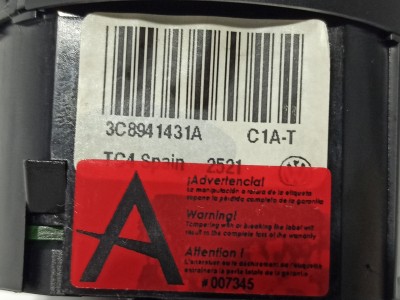 3C8941431A C1A-T
TC4 Spain 2521
A
¡Advertencia!
La manipulación o rotura de la etiqueta
supone la pérdida completa de la garantía.
Warning!
Tampering with or breaking the label will
result in the complete loss of the warranty
Attention !
garantie
# 007345